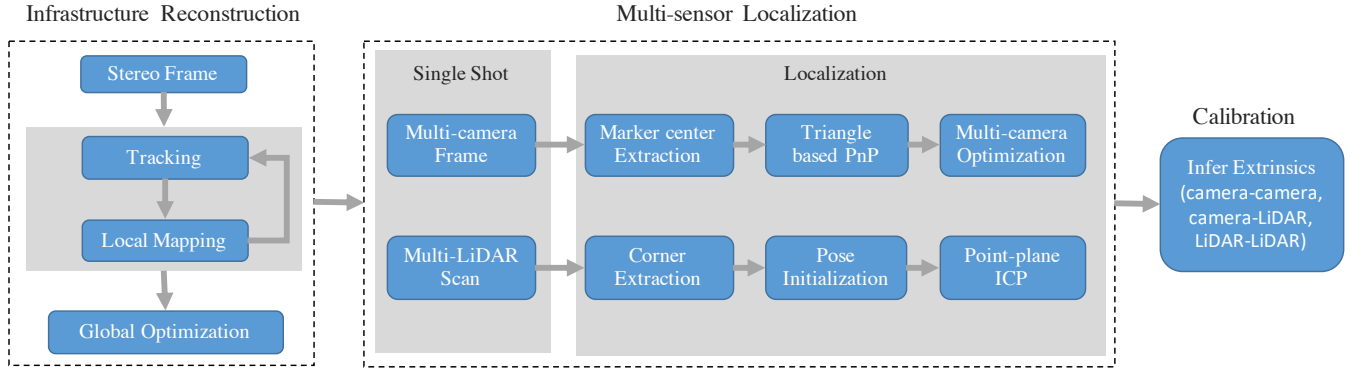 Infrastructure Reconstruction
Stereo Frame
Tracking
Local Mapping
Global Optimization
Multi-sensor Localization
Single Shot
Localization
Multi-camera
Frame
Marker center
Extraction
Triangle
based PnP
Multi-camera
Optimization
Multi-LiDAR
Scan
Corner
Extraction
Pose
Initialization
Point-plane
ICP
Calibration
Infer Extrinsics
(camera-camera,
camera-LiDAR,
LiDAR-LiDAR)